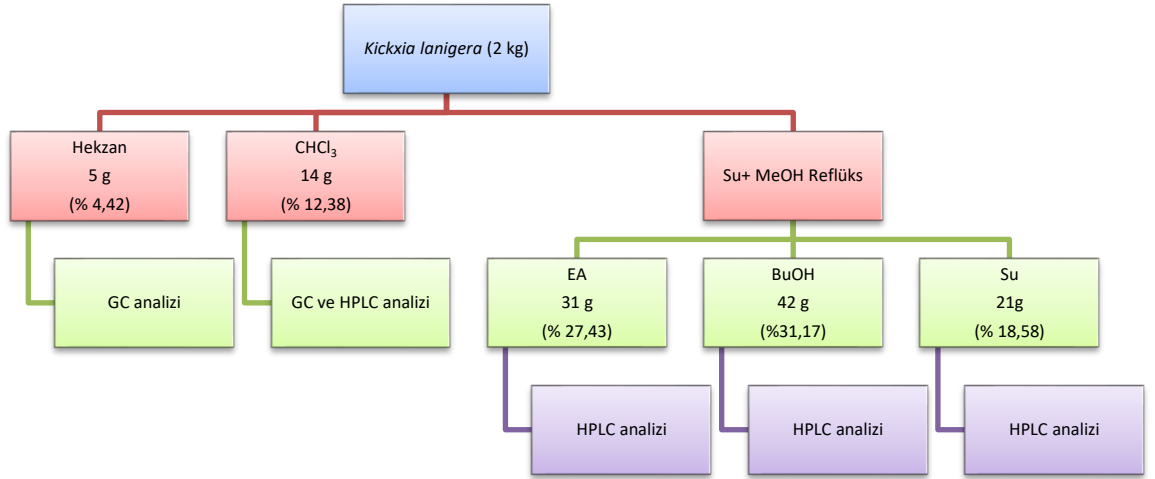 Kickxia lanigera (2 kg)
Hekzan
5 g
(% 4,42)
CHCl₃
14 g
(% 12,38)
Su+ MeOH Reflüks
GC analizi
GC ve HPLC analizi
EA
31 g
(% 27,43)
BuOH
42 g
(%31,17)
Su
21g
(% 18,58)
HPLC analizi
HPLC analizi
HPLC analizi